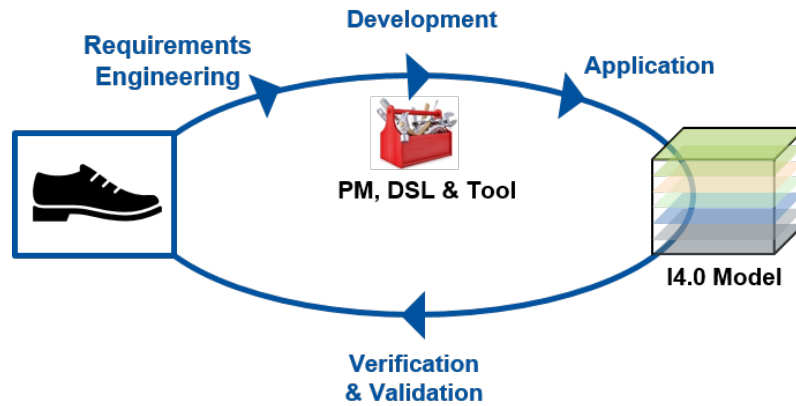 Development
Requirements
Engineering
Application
PM, DSL & Tool
I4.0 Model
Verification
& Validation